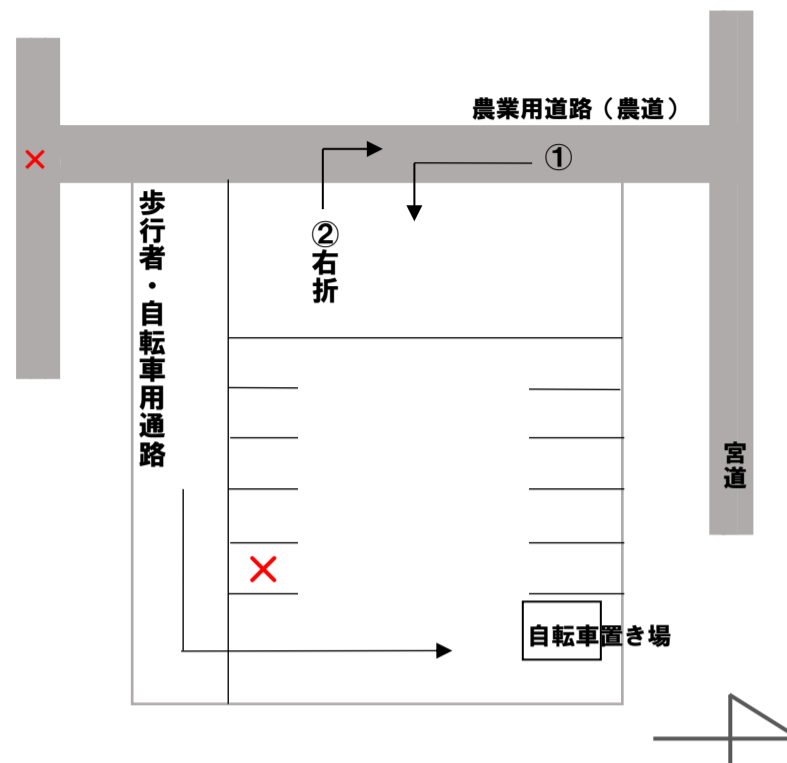 農業用道路（農道）
①
②右折
歩行者・自転車用通路
宮道
自転車置き場